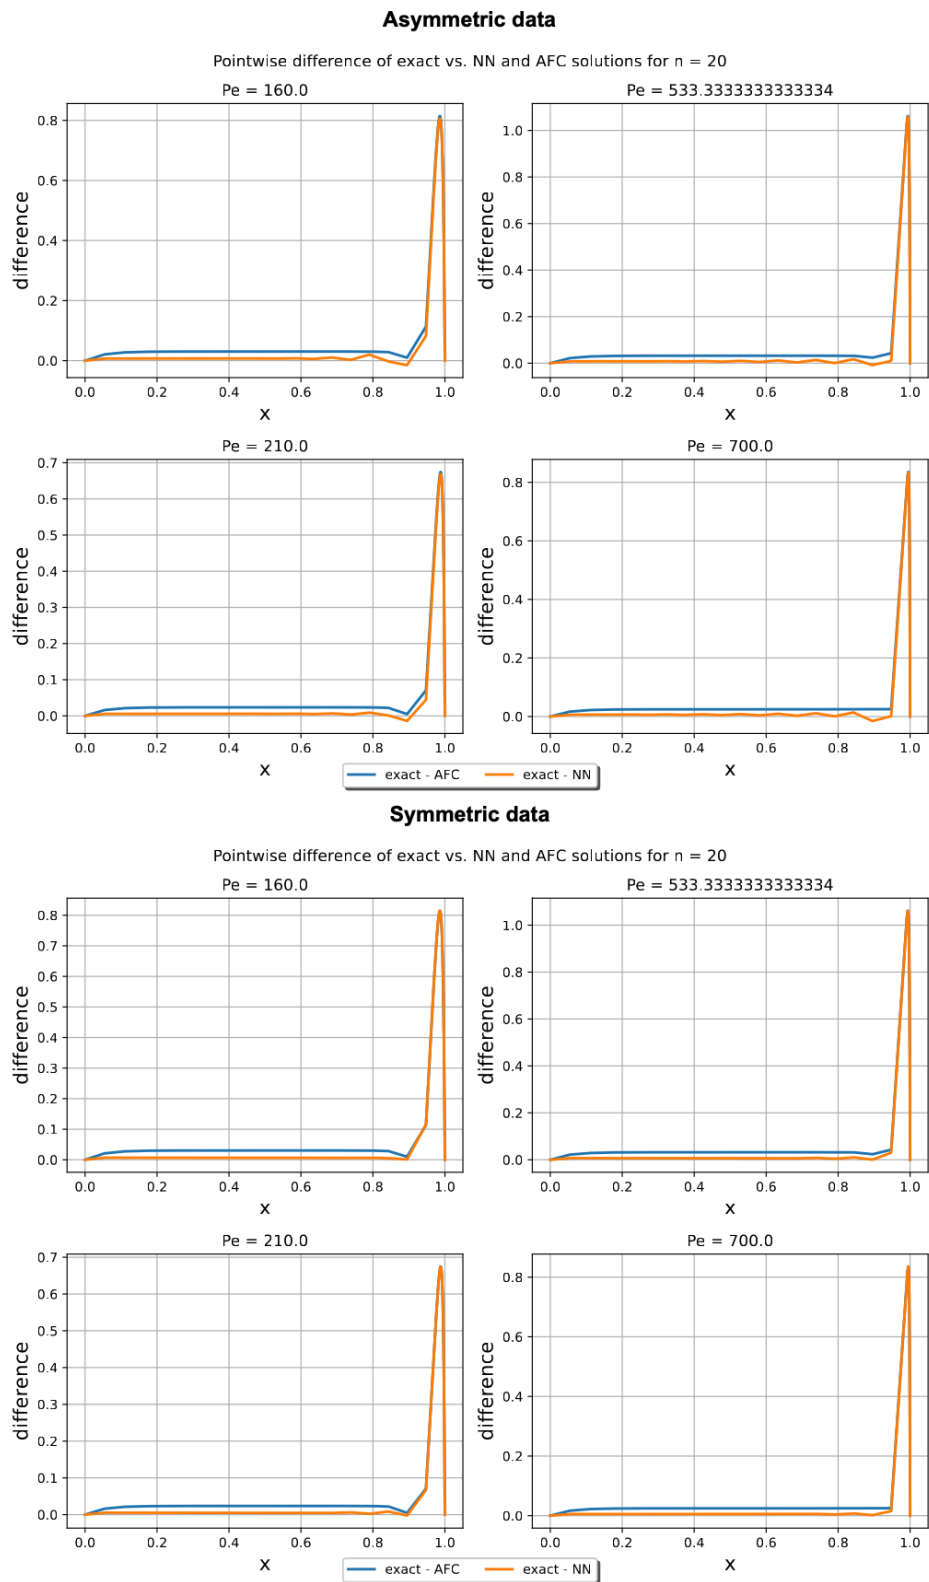 Asymmetric data
Pointwise difference of exact vs. NN and AFC solutions for n = 20
Pe = 160.0
0.8
0.6
0.4
0.2
0.0
difference
0.0 0.2 0.4 0.6 0.8 1.0
x
Pe = 533.3333333333334
1.0
0.8
0.6
0.4
0.2
0.0
difference
0.0 0.2 0.4 0.6 0.8 1.0
x
Pe = 210.0
0.7
0.6
0.5
0.4
0.3
0.2
0.1
0.0
difference
0.0 0.2 0.4 0.6 0.8 1.0
x
Pe = 700.0
0.8
0.6
0.4
0.2
0.0
difference
0.0 0.2 0.4 0.6 0.8 1.0
x
exact - AFC exact - NN
Symmetric data
Pointwise difference of exact vs. NN and AFC solutions for n = 20
Pe = 160.0
0.8
0.7
0.6
0.5
0.4
0.3
0.2
0.1
0.0
difference
0.0 0.2 0.4 0.6 0.8 1.0
x
Pe = 533.3333333333334
1.0
0.8
0.6
0.4
0.2
0.0
difference
0.0 0.2 0.4 0.6 0.8 1.0
x
Pe = 210.0
0.7
0.6
0.5
0.4
0.3
0.2
0.1
0.0
difference
0.0 0.2 0.4 0.6 0.8 1.0
x
Pe = 700.0
0.8
0.6
0.4
0.2
0.0
difference
0.0 0.2 0.4 0.6 0.8 1.0
x
exact - AFC exact - NN